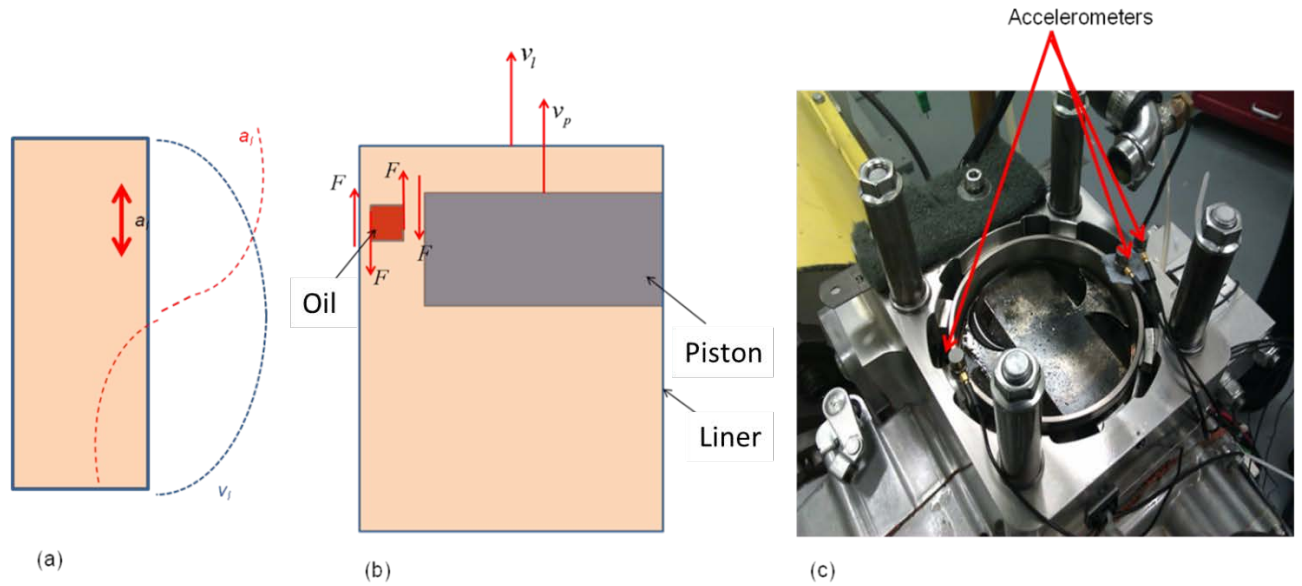 Accelerometers
v_l
v_p
a_l
a_l
F
F
F
F
Oil
Piston
Liner
v_l
(a)
(b)
(c)